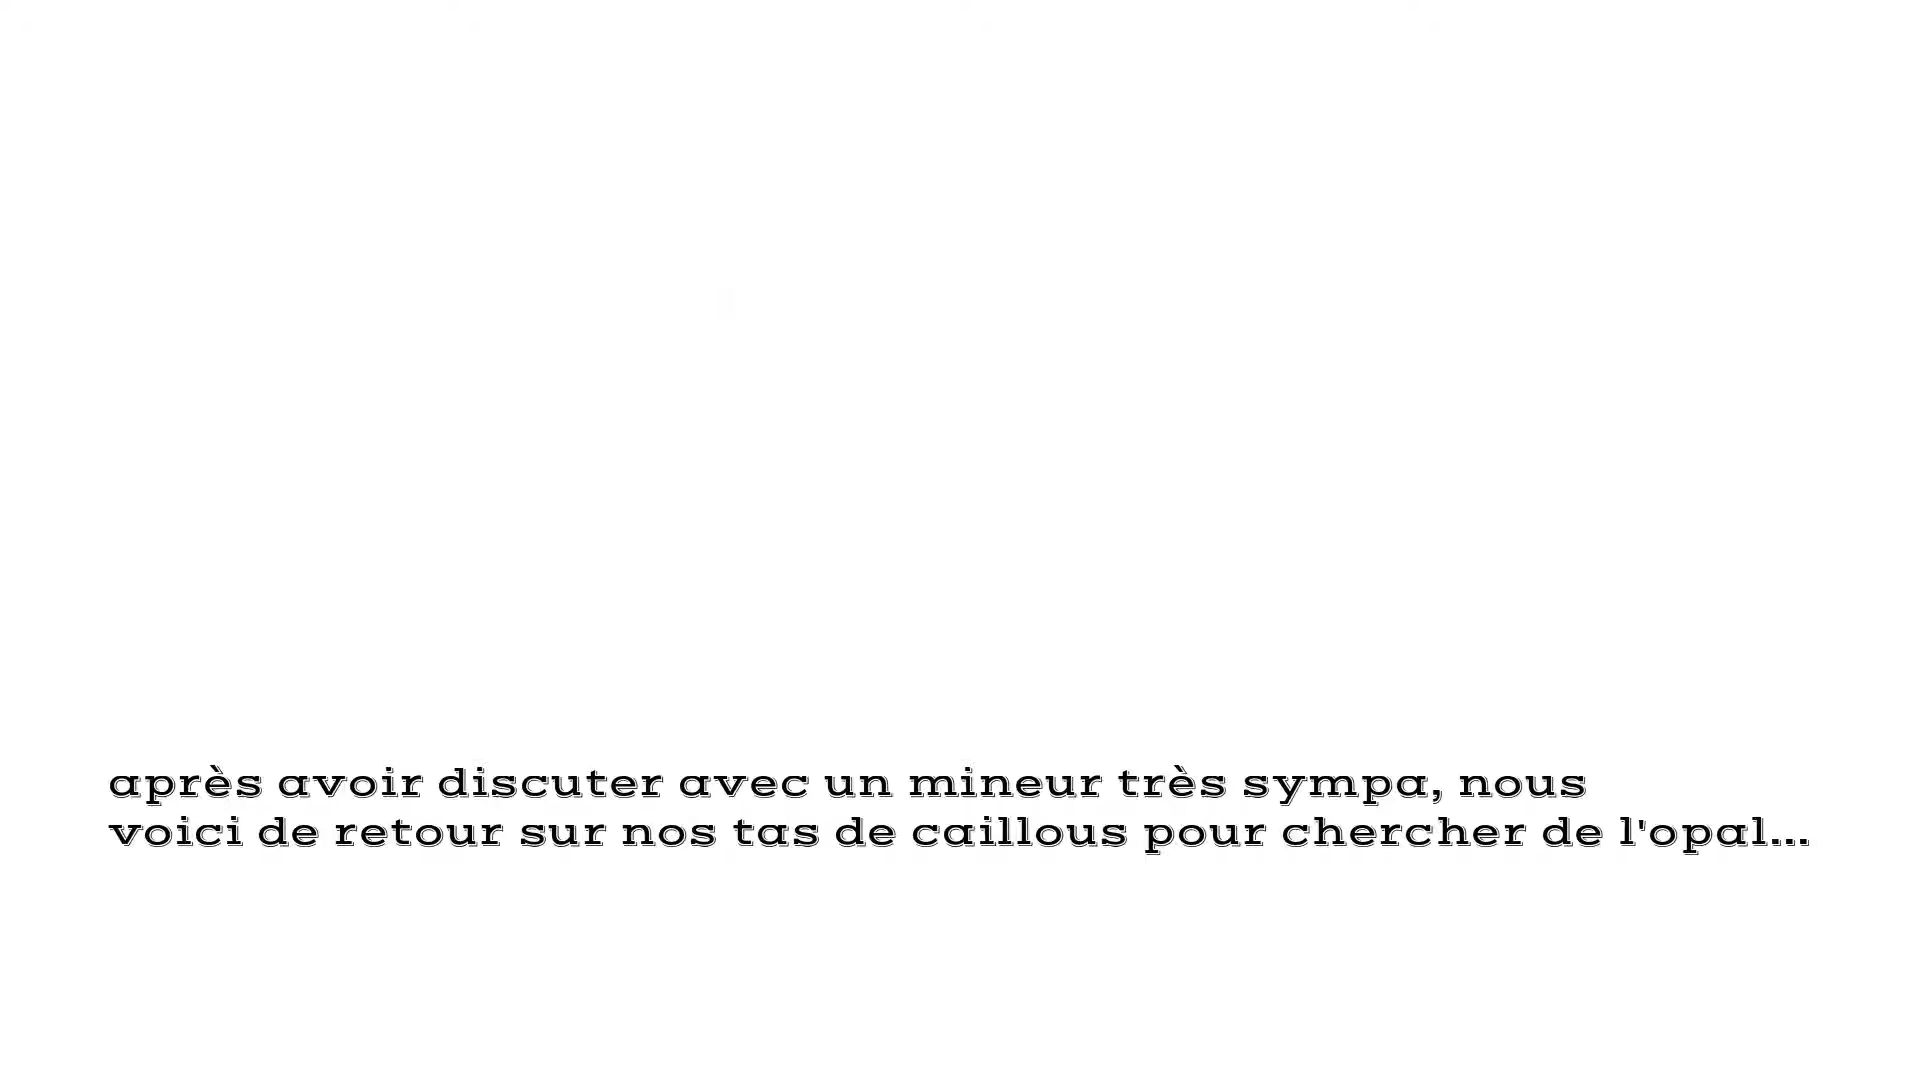 après avoir discuter avec un mineur très sympa, nous
voici de retour sur nos tas de caillous pour chercher de l'opal...